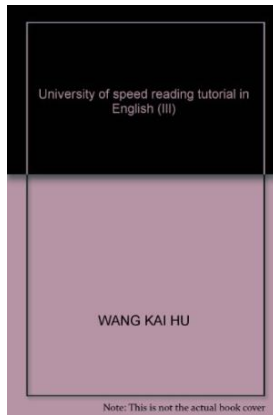 University of speed reading tutorial in
English (III)
WANG KAI HU
Note: This is not the actual book cover